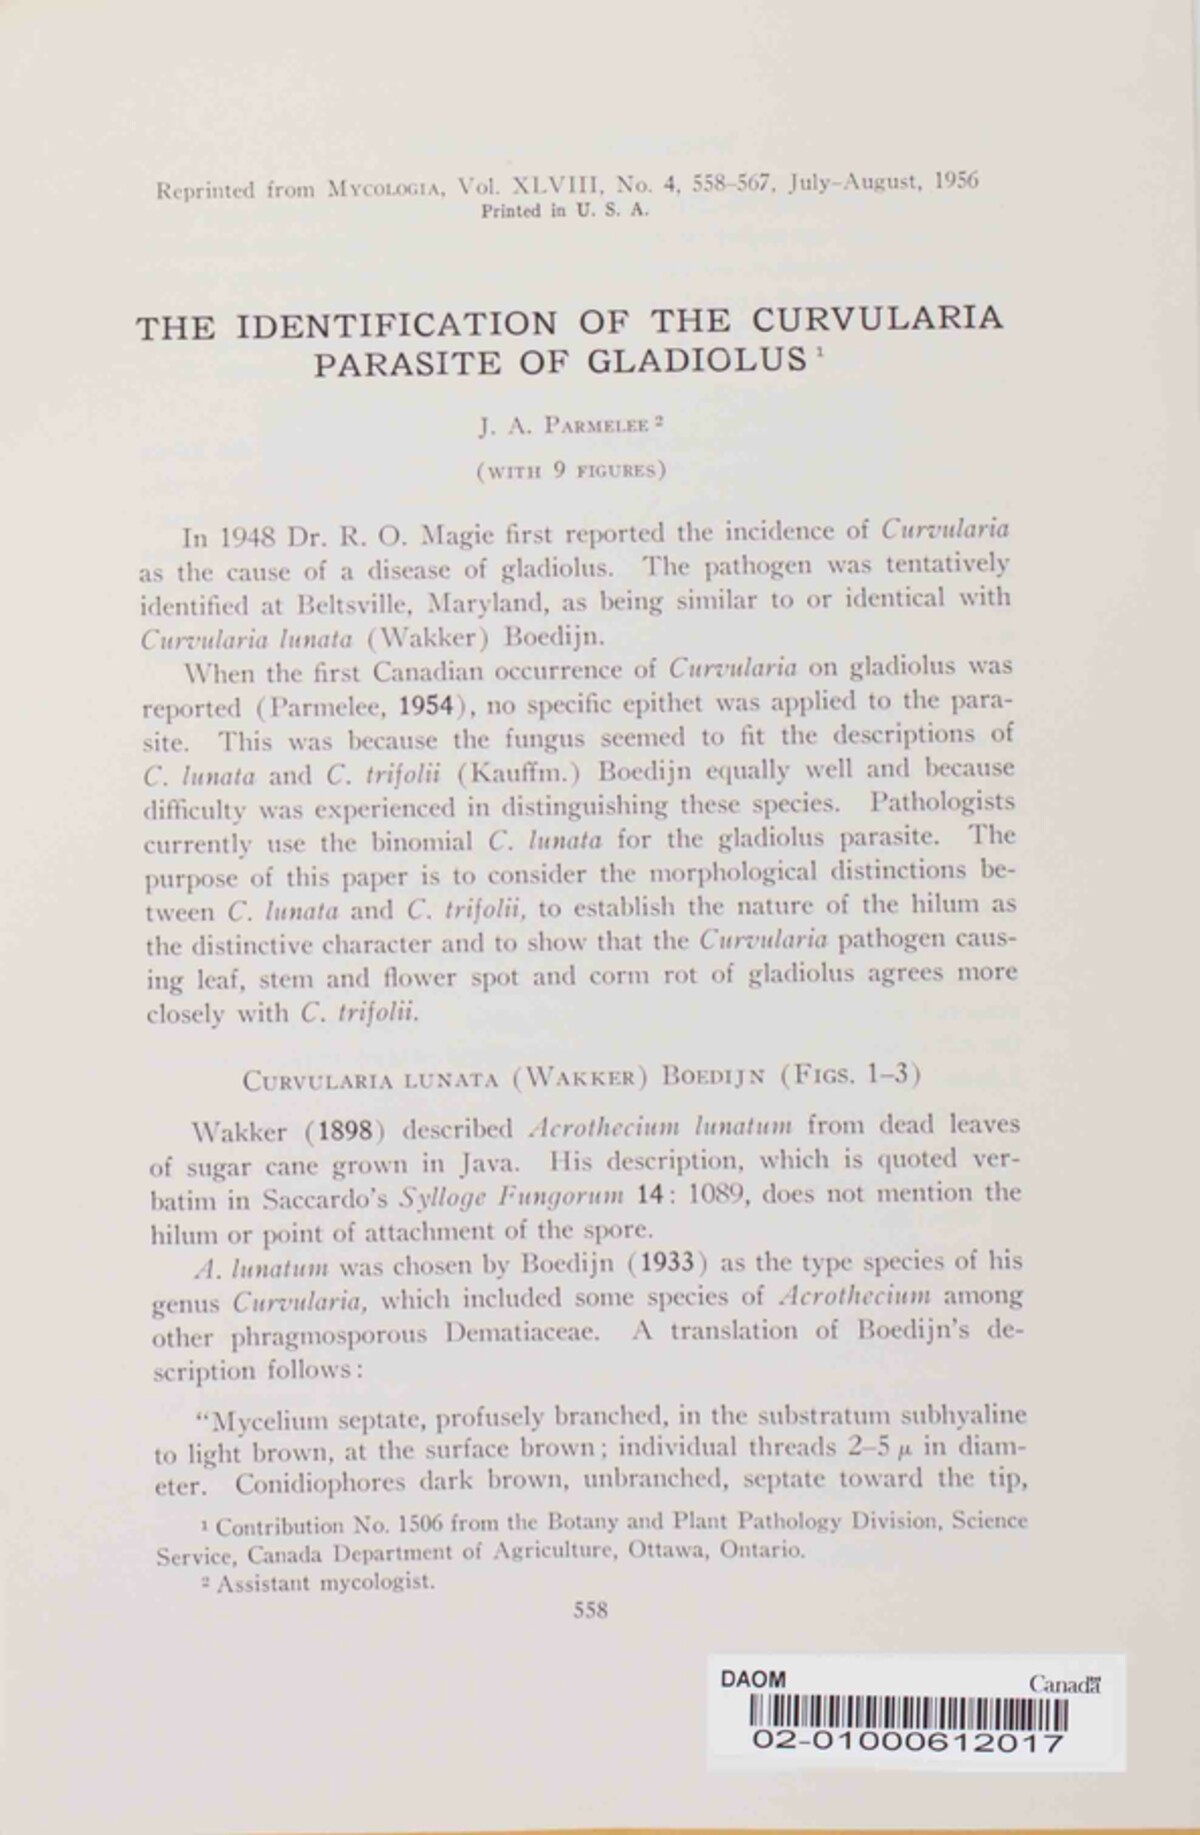 Reprinted from MYCOLOGIA, Vol. XLVIII, No. 4, 558–567, July–August, 1956
Printed in U. S. A.
THE IDENTIFICATION OF THE CURVULARIA
PARASITE OF GLADIOLUS ¹
J. A. PARMELEE ²
(WITH 9 FIGURES)
In 1948 Dr. R. O. Magie first reported the incidence of Curvularia
as the cause of a disease of gladiolus. The pathogen was tentatively
identified at Beltsville, Maryland, as being similar to or identical with
Curvularia lunata (Wakker) Boedijn.
When the first Canadian occurrence of Curvularia on gladiolus was
reported (Parmelee, 1954), no specific epithet was applied to the para-
site. This was because the fungus seemed to fit the descriptions of
C. lunata and C. trifolii (Kauffm.) Boedijn equally well and because
difficulty was experienced in distinguishing these species. Pathologists
currently use the binomial C. lunata for the gladiolus parasite. The
purpose of this paper is to consider the morphological distinctions be-
tween C. lunata and C. trifolii, to establish the nature of the hilum as
the distinctive character and to show that the Curvularia pathogen caus-
ing leaf, stem and flower spot and corm rot of gladiolus agrees more
closely with C. trifolii.
CURVULARIA LUNATA (WAKKER) BOEDIJN (FIGS. 1–3)
Wakker (1898) described Acrothecium lunatum from dead leaves
of sugar cane grown in Java. His description, which is quoted ver-
batim in Saccardo's Sylloge Fungorum 14: 1089, does not mention the
hilum or point of attachment of the spore.
A. lunatum was chosen by Boedijn (1933) as the type species of his
genus Curvularia, which included some species of Acrothecium among
other phragmosporous Dematiaceae. A translation of Boedijn's de-
scription follows:
"Mycelium septate, profusely branched, in the substratum subhyaline
to light brown, at the surface brown; individual threads 2–5 μ in diam-
eter. Conidiophores dark brown, unbranched, septate toward the tip,
¹ Contribution No. 1506 from the Botany and Plant Pathology Division, Science
Service, Canada Department of Agriculture, Ottawa, Ontario.
² Assistant mycologist.
558
DAOM Canada
02-01000612017